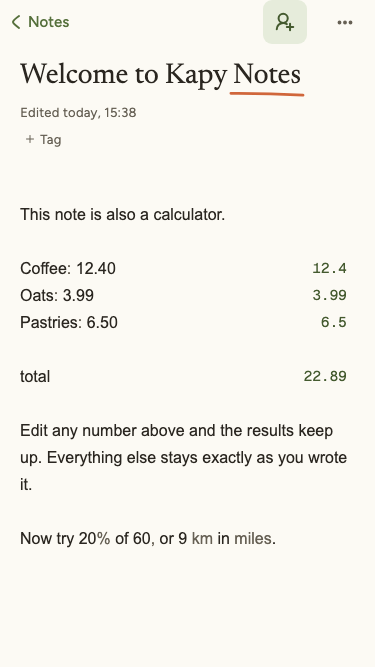 Notes
Welcome to Kapy Notes
Edited today, 15:38
+ Tag
This note is also a calculator.
Coffee: 12.40 12.4
Oats: 3.99 3.99
Pastries: 6.50 6.5
total 22.89
Edit any number above and the results keep
up. Everything else stays exactly as you wrote
it.
Now try 20% of 60, or 9 km in miles.